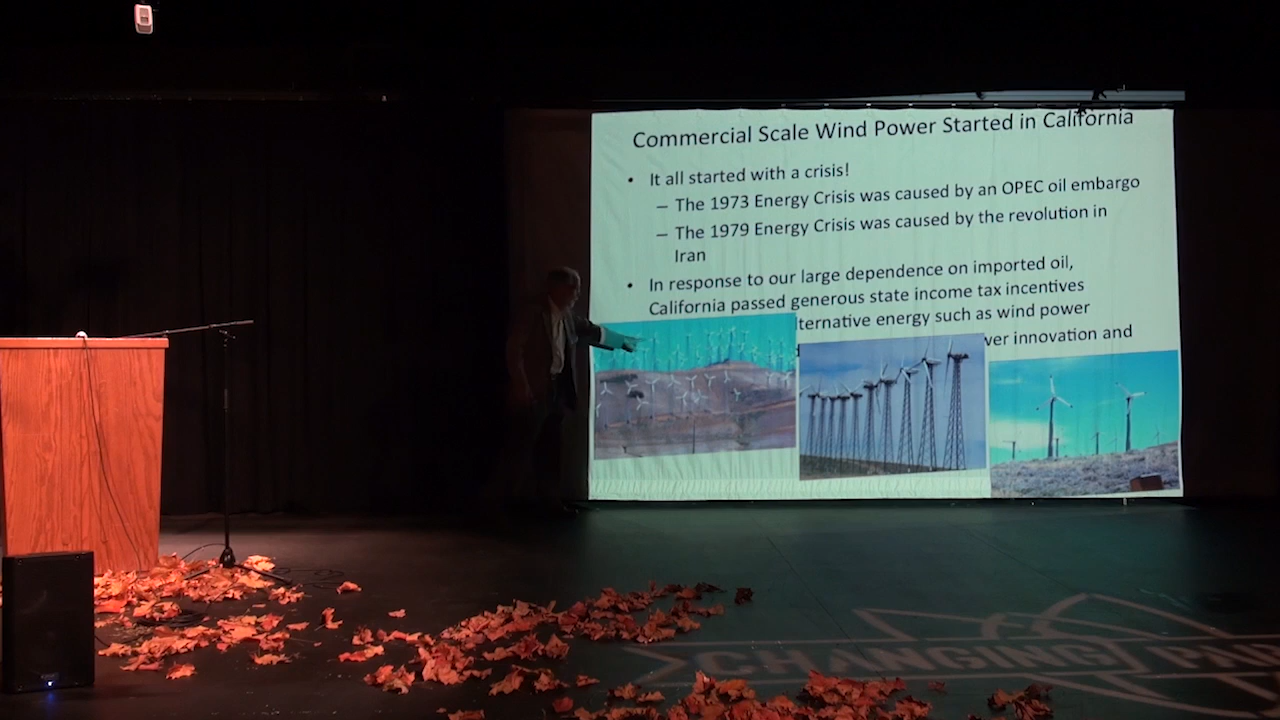 Commercial Scale Wind Power Started in California
• It all started with a crisis!
– The 1973 Energy Crisis was caused by an OPEC oil embargo
– The 1979 Energy Crisis was caused by the revolution in
Iran
• In response to our large dependence on imported oil,
California passed generous state income tax incentives
alternative energy such as wind power
innovation and
CHANGING